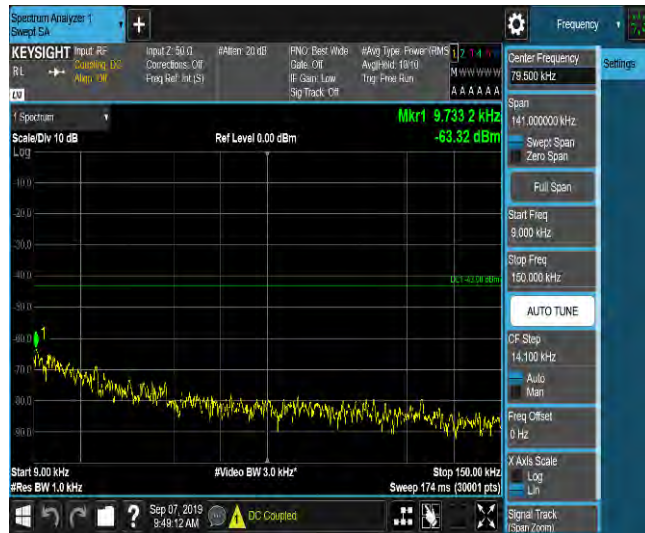 Spectrum Analyzer 1
Swept SA
Frequency
KEYSIGHT
RL
Input: RF
Coupling: DC
Align: Off
Input Z: 50 Ω
Corrections: Off
Freq Ref: Int (S)
#Atten: 20 dB
PNO: Best Wide
Gate: Off
IF Gain: Low
Sig Track: Off
#Avg Type: Power (RMS
Avg|Hold: 10/10
Trig: Free Run
M W W W W W
A A A A A A
Center Frequency
79.500 kHz
Settings
Span
141.000000 kHz
Swept Span
Zero Span
Full Span
Start Freq
9.000 kHz
Stop Freq
150.000 kHz
AUTO TUNE
CF Step
14.100 kHz
Auto
Man
Freq Offset
0 Hz
X Axis Scale
Log
Lin
Signal Track
(Span Zoom)
1 Spectrum
Scale/Div 10 dB
Ref Level 0.00 dBm
Mkr1 9.733 2 kHz
-63.32 dBm
Log
-10.0
-20.0
-30.0
-40.0
-50.0
-60.0
-70.0
-80.0
-90.0
1
Start 9.00 kHz
#Video BW 3.0 kHz*
Stop 150.00 kHz
#Res BW 1.0 kHz
Sweep 174 ms (30001 pts)
?
Sep 07, 2019
9:49:12 AM
DC Coupled